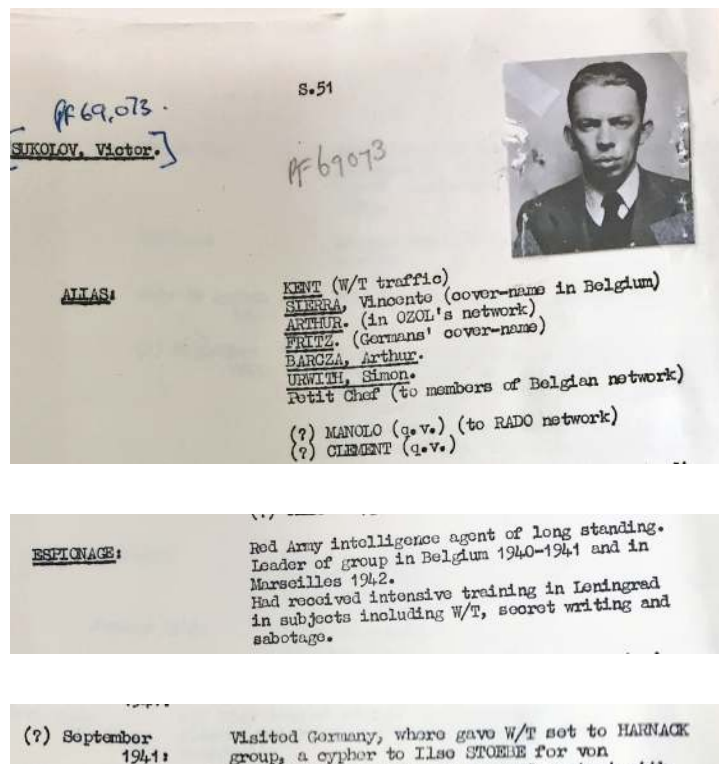 S.51
PF 69,073.
SUKOLOV, Victor.
PF 69073
ALIAS:
KENT (W/T traffic)
SIERRA, Vincente (cover-name in Belgium)
ARTHUR. (in OZOL's network)
FRITZ. (Germans' cover-name)
BARCZA, Arthur.
URWITH, Simon.
Petit Chef (to members of Belgian network)
(?) MANOLO (q.v.) (to RADO network)
(?) CLEMENT (q.v.)
ESPIONAGE:
Red Army intelligence agent of long standing.
Leader of group in Belgium 1940-1941 and in
Marseilles 1942.
Had received intensive training in Leningrad
in subjects including W/T, secret writing and
sabotage.
(?) September
1941:
Visited Germany, where gave W/T set to HARNACK
group, a cypher to Ilse STOEBE for von